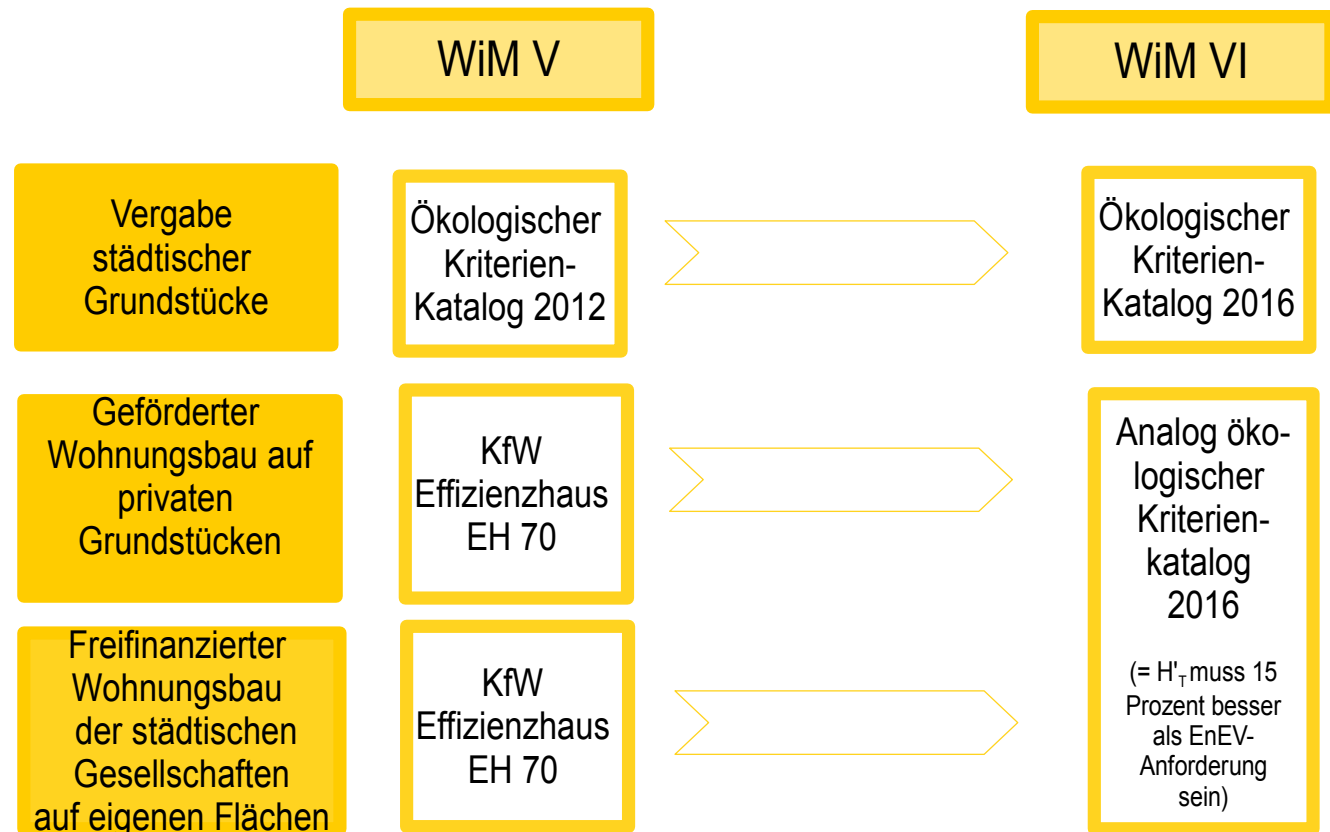 WiM V
WiM VI
Vergabe
städtischer
Grundstücke
Ökologischer
Kriterien-
Katalog 2012
Ökologischer
Kriterien-
Katalog 2016
Geförderter
Wohnungsbau auf
privaten
Grundstücken
KfW
Effizienzhaus
EH 70
Analog öko-
logischer
Kriterien-
katalog
2016
(= H'T muss 15
Prozent besser
als EnEV-
Anforderung
sein)
Freifinanzierter
Wohnungsbau
der städtischen
Gesellschaften
auf eigenen Flächen
KfW
Effizienzhaus
EH 70